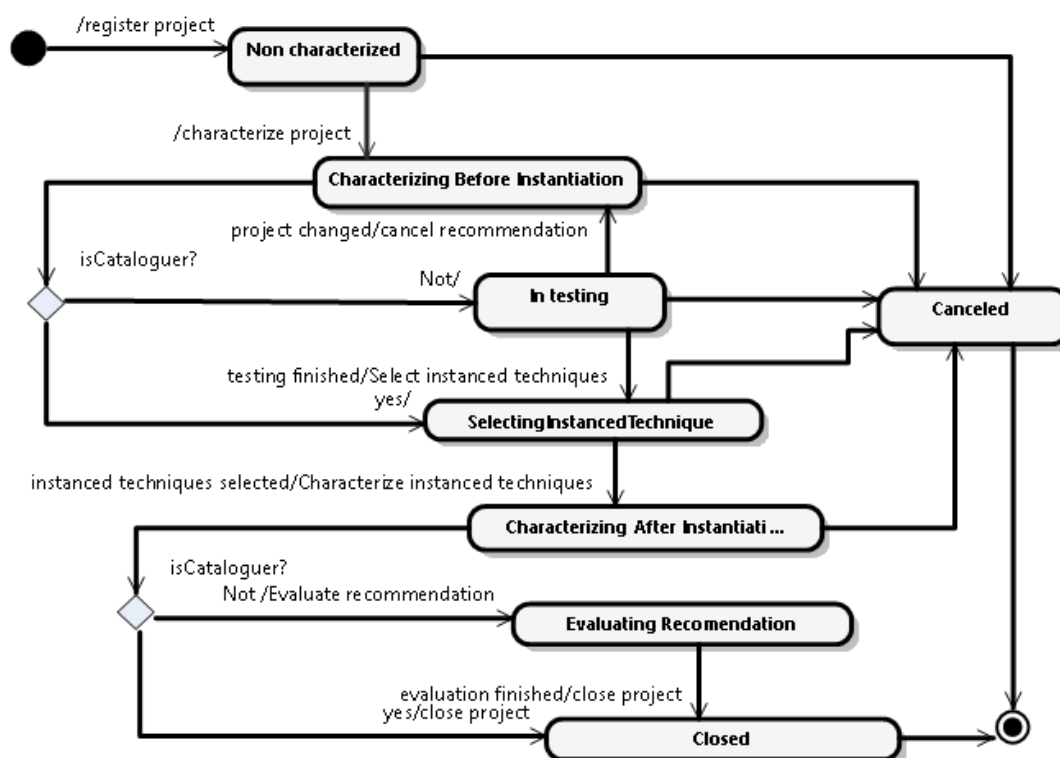 /register project
Non characterized
/characterize project
Characterizing Before Instantiation
project changed/cancel recommendation
isCataloguer?
Not/
In testing
Canceled
testing finished/Select instanced techniques
yes/
SelectingInstancedTechnique
instanced techniques selected/Characterize instanced techniques
Characterizing After Instantiati...
isCataloguer?
Not /Evaluate recommendation
Evaluating Recomendation
evaluation finished/close project
yes/close project
Closed